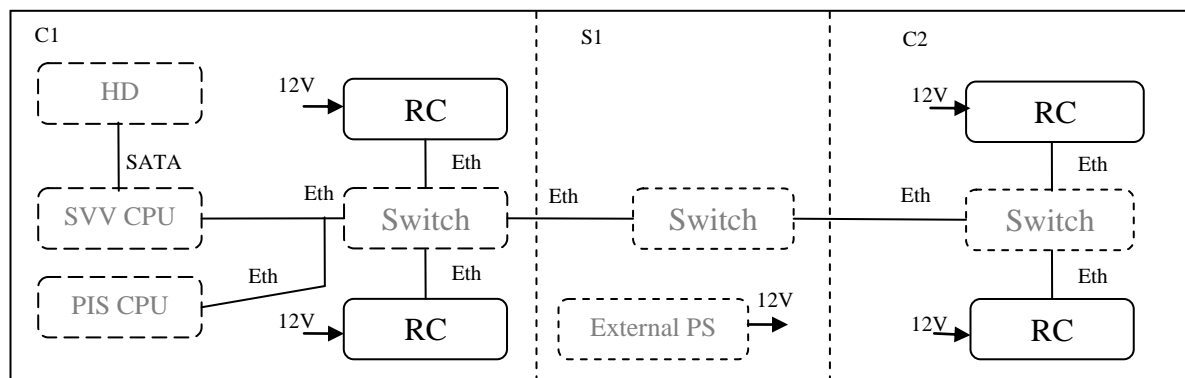 C1
S1
C2
HD
12V
RC
12V
RC
SATA
Eth
Eth
SVV CPU
Eth
Switch
Eth
Switch
Eth
Switch
PIS CPU
Eth
Eth
Eth
12V
RC
External PS
12V
12V
RC